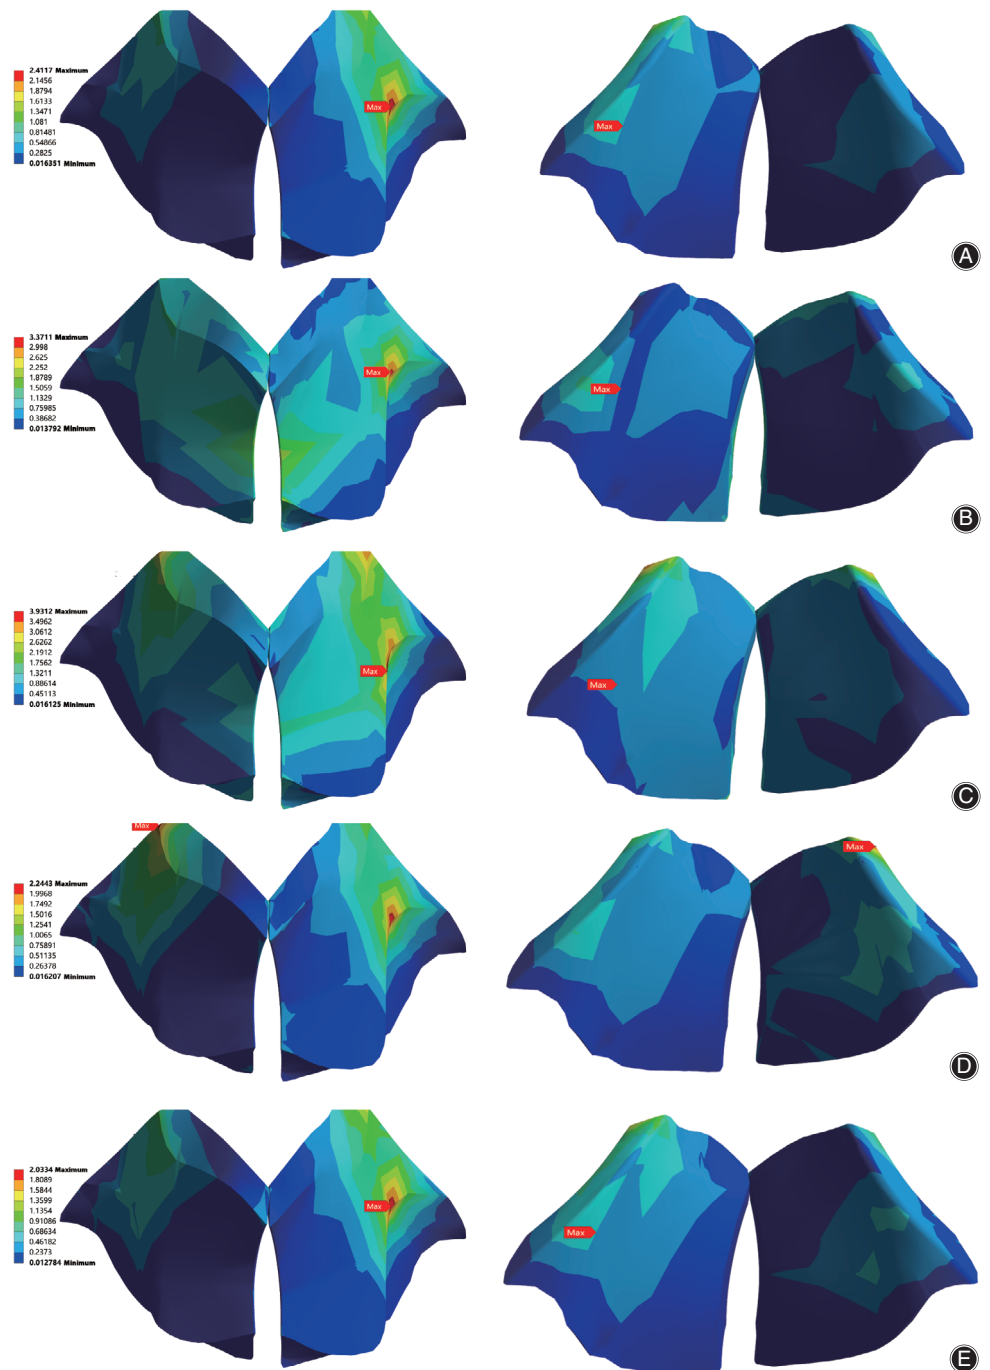 2.4117 Maximum
2.1456
1.8794
1.6133
1.3471
1.081
0.81481
0.54866
0.2825
0.016351 Minimum
Max
Max
A
3.3711 Maximum
2.998
2.625
2.252
1.8789
1.5059
1.1329
0.75985
0.38682
0.013792 Minimum
Max
Max
B
3.9312 Maximum
3.4962
3.0612
2.6262
2.1912
1.7562
1.3211
0.88614
0.45113
0.016125 Minimum
Max
Max
C
Max
Max
2.2443 Maximum
1.9968
1.7492
1.5016
1.2541
1.0065
0.75891
0.51135
0.26378
0.016207 Minimum
D
2.0334 Maximum
1.8089
1.5844
1.3599
1.1354
0.91086
0.68634
0.46182
0.2373
0.012784 Minimum
Max
Max
E